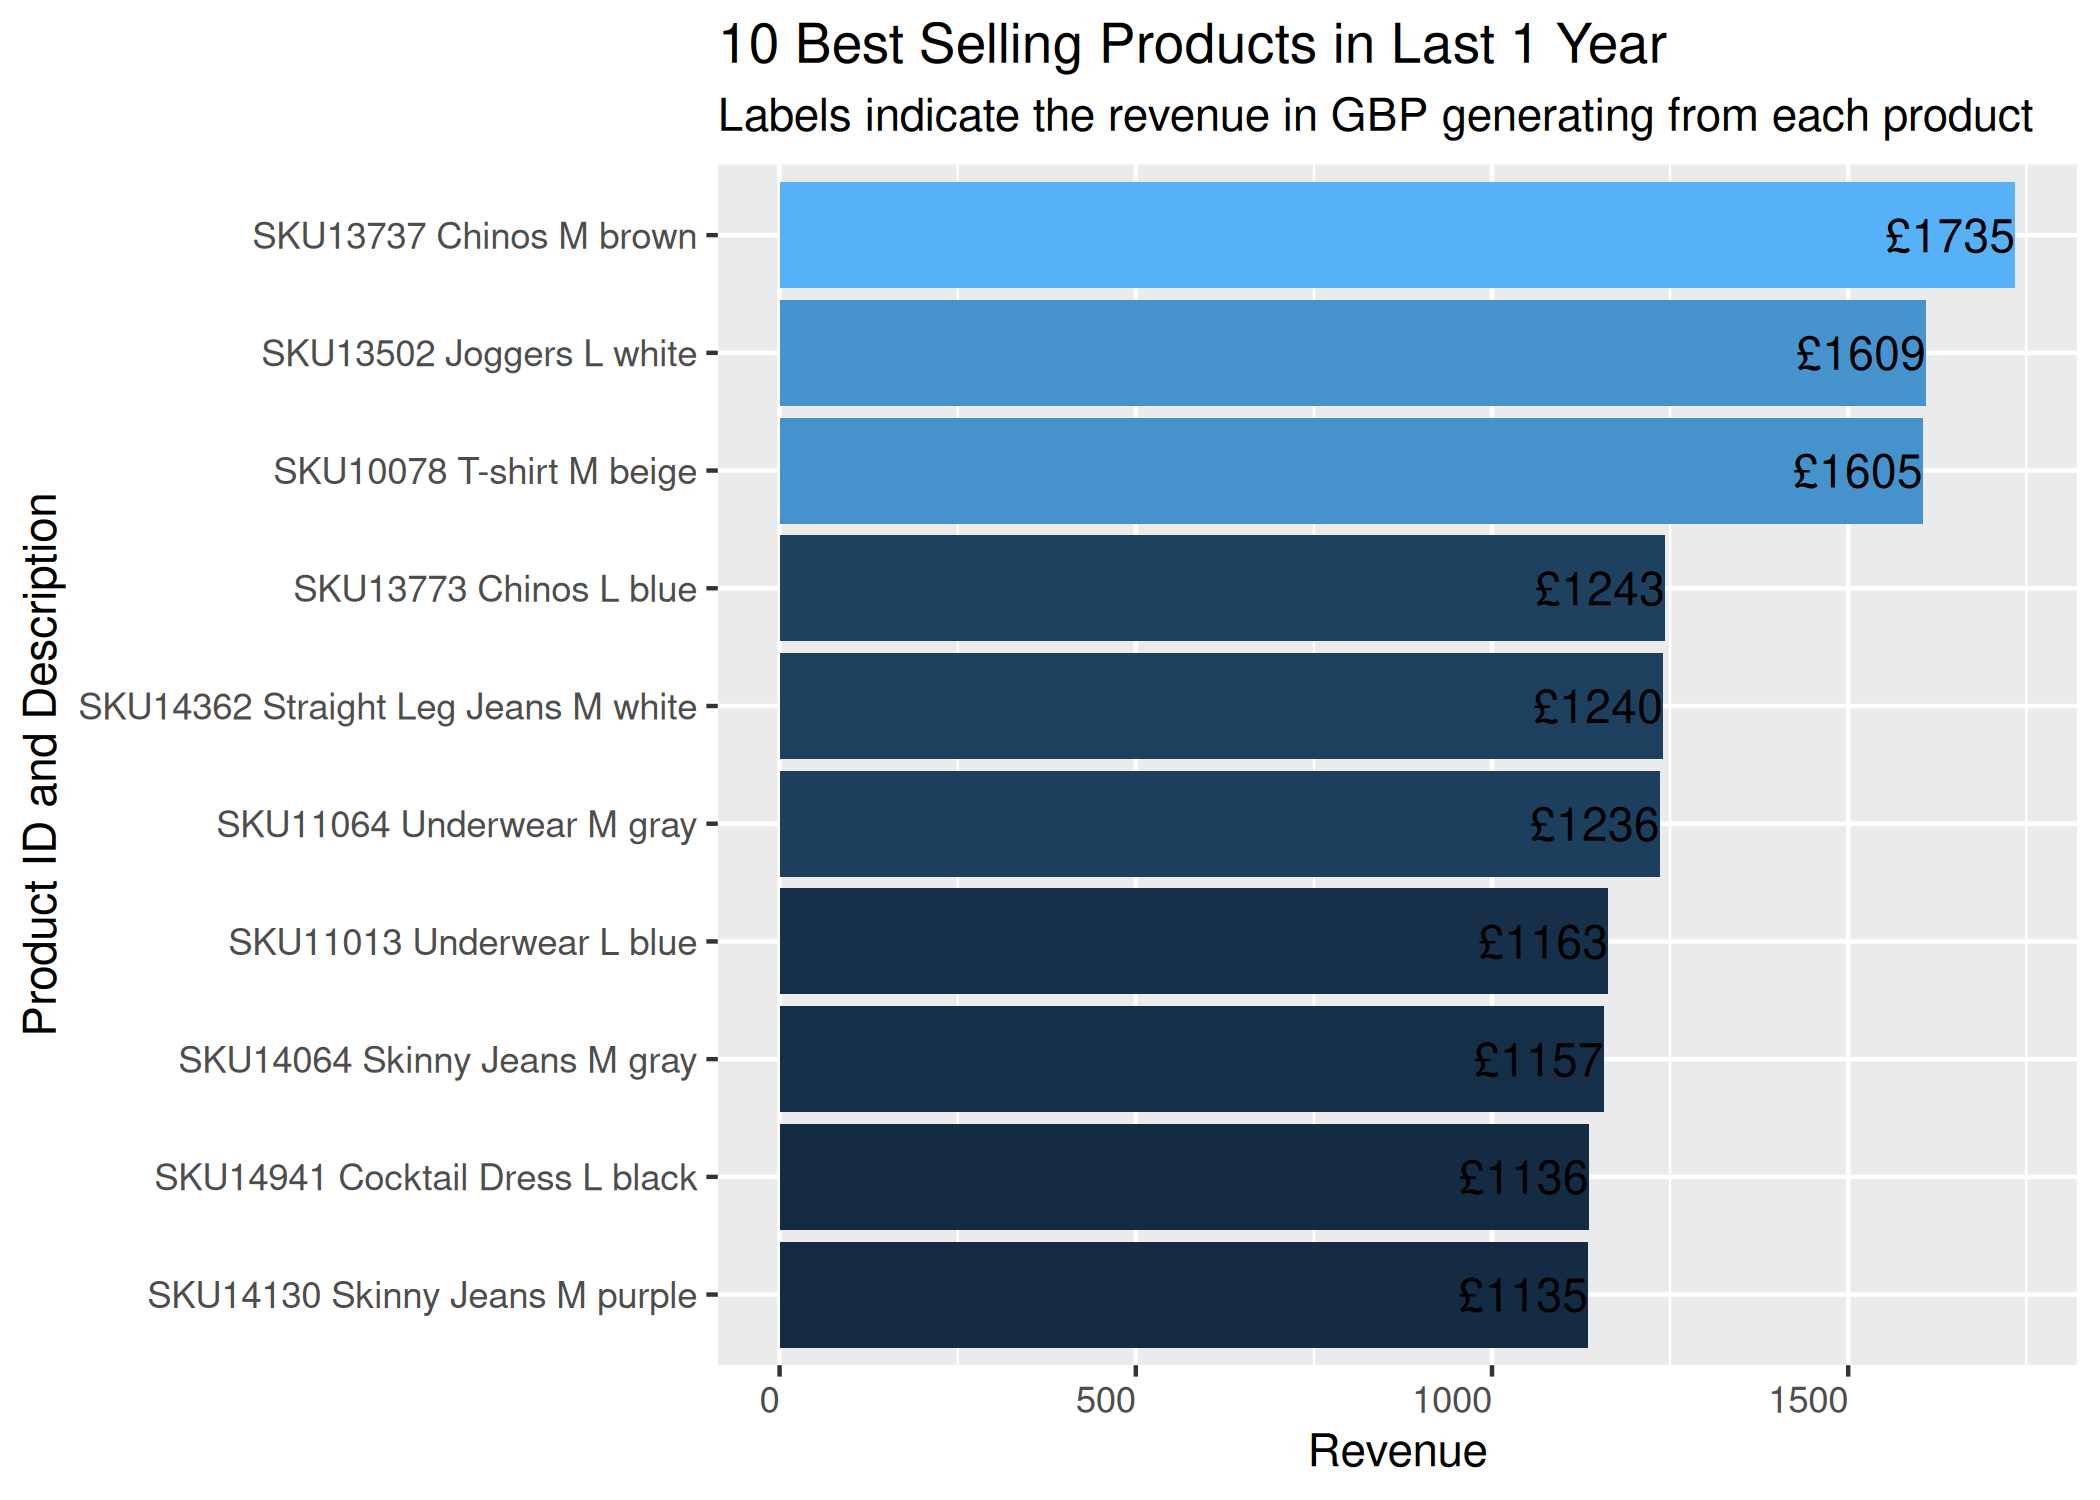 10 Best Selling Products in Last 1 Year
Labels indicate the revenue in GBP generating from each product
Product ID and Description
SKU13737 Chinos M brown £1735
SKU13502 Joggers L white £1609
SKU10078 T-shirt M beige £1605
SKU13773 Chinos L blue £1243
SKU14362 Straight Leg Jeans M white £1240
SKU11064 Underwear M gray £1236
SKU11013 Underwear L blue £1163
SKU14064 Skinny Jeans M gray £1157
SKU14941 Cocktail Dress L black £1136
SKU14130 Skinny Jeans M purple £1135
0 500 1000 1500
Revenue